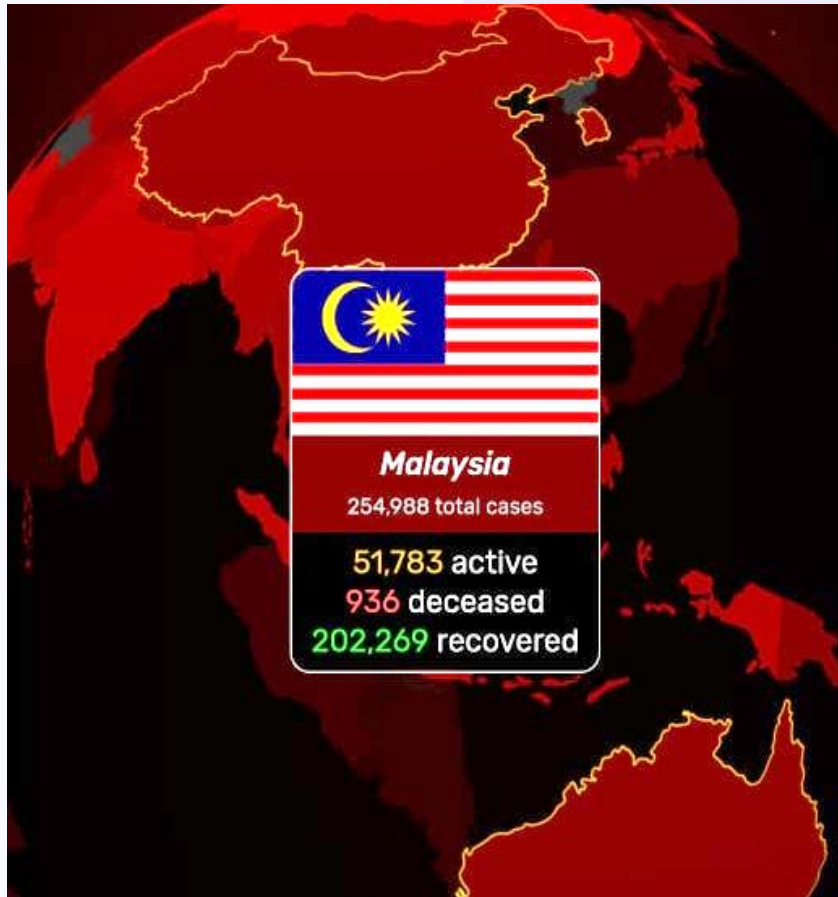 Malaysia
254,988 total cases
51,783 active
936 deceased
202,269 recovered